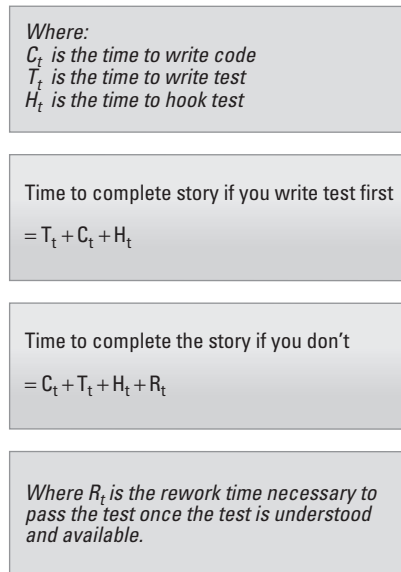 Where:
Cₜ is the time to write code
Tₜ is the time to write test
Hₜ is the time to hook test
Time to complete story if you write test first
= Tₜ + Cₜ + Hₜ
Time to complete the story if you don't
= Cₜ + Tₜ + Hₜ + Rₜ
Where Rₜ is the rework time necessary to
pass the test once the test is understood
and available.